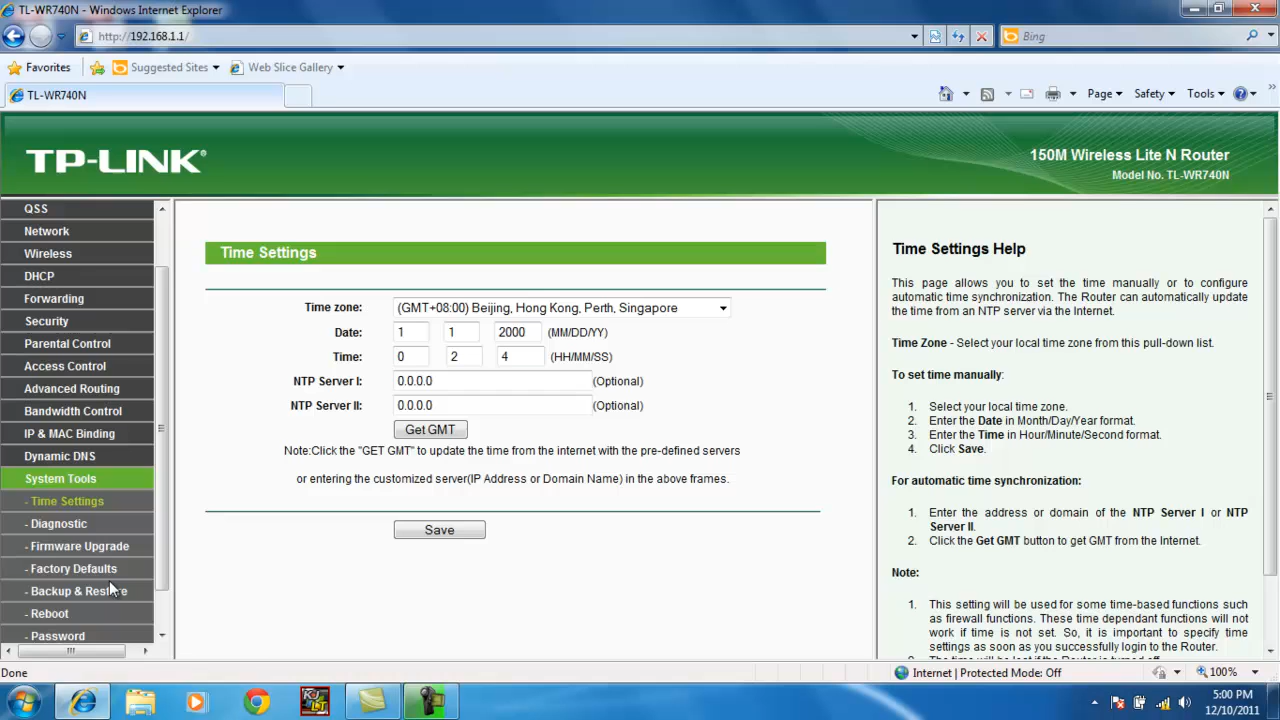 TL-WR740N - Windows Internet Explorer
http://192.168.1.1/
Bing
Favorites
Suggested Sites
Web Slice Gallery
TL-WR740N
Page
Safety
Tools
TP-LINK®
150M Wireless Lite N Router
Model No. TL-WR740N
QSS
Network
Wireless
DHCP
Forwarding
Security
Parental Control
Access Control
Advanced Routing
Bandwidth Control
IP & MAC Binding
Dynamic DNS
System Tools
- Time Settings
- Diagnostic
- Firmware Upgrade
- Factory Defaults
- Backup & Restore
- Reboot
- Password
Time Settings
Time zone: (GMT+08:00) Beijing, Hong Kong, Perth, Singapore
Date: 1 1 2000 (MM/DD/YY)
Time: 0 2 4 (HH/MM/SS)
NTP Server I: 0.0.0.0 (Optional)
NTP Server II: 0.0.0.0 (Optional)
Get GMT
Note:Click the "GET GMT" to update the time from the internet with the pre-defined servers
or entering the customized server(IP Address or Domain Name) in the above frames.
Save
Time Settings Help
This page allows you to set the time manually or to configure
automatic time synchronization. The Router can automatically update
the time from an NTP server via the Internet.
Time Zone - Select your local time zone from this pull-down list.
To set time manually:
1. Select your local time zone.
2. Enter the Date in Month/Day/Year format.
3. Enter the Time in Hour/Minute/Second format.
4. Click Save.
For automatic time synchronization:
1. Enter the address or domain of the NTP Server I or NTP
Server II.
2. Click the Get GMT button to get GMT from the Internet.
Note:
1. This setting will be used for some time-based functions such
as firewall functions. These time dependant functions will not
work if time is not set. So, it is important to specify time
settings as soon as you successfully login to the Router.
2. The time will be lost if the Router is turned off.
Done
Internet | Protected Mode: Off
100%
5:00 PM
12/10/2011